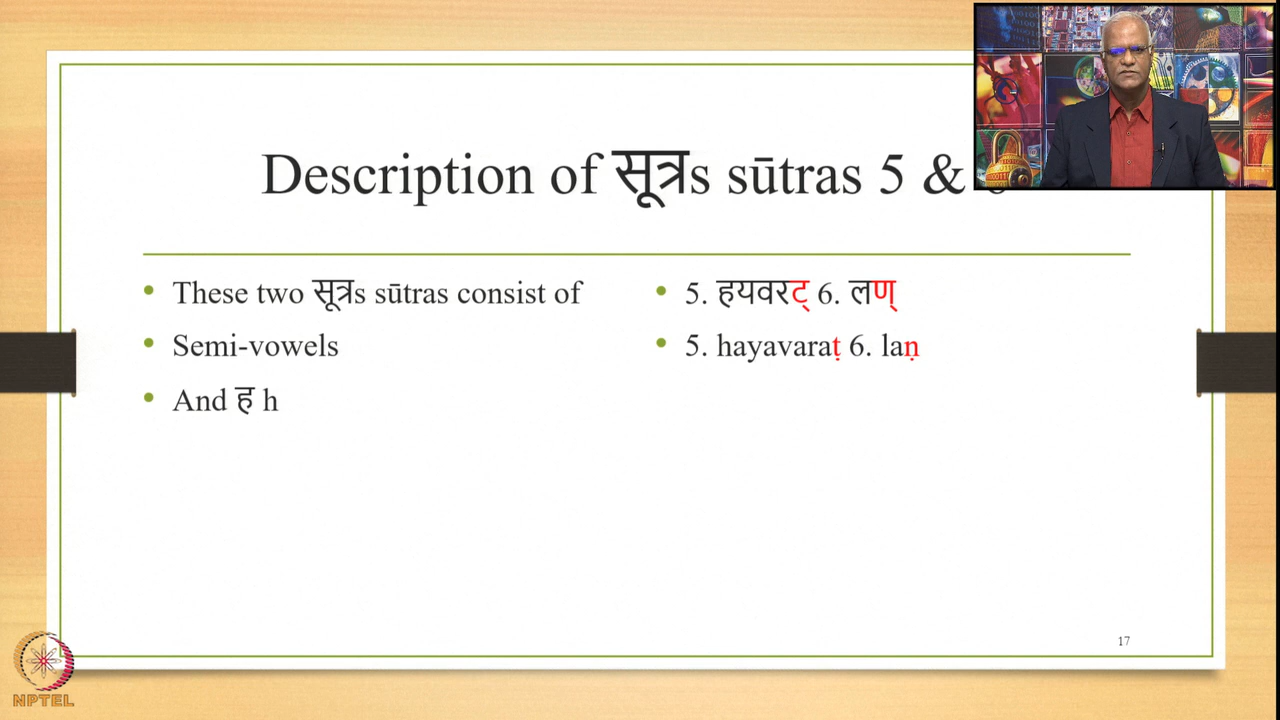 Description of सूत्रs sūtras 5 &
• These two सूत्रs sūtras consist of
• Semi-vowels
• And ह h
• 5. हयवरट् 6. लण्
• 5. hayavaraṭ 6. laṇ
17
NPTEL